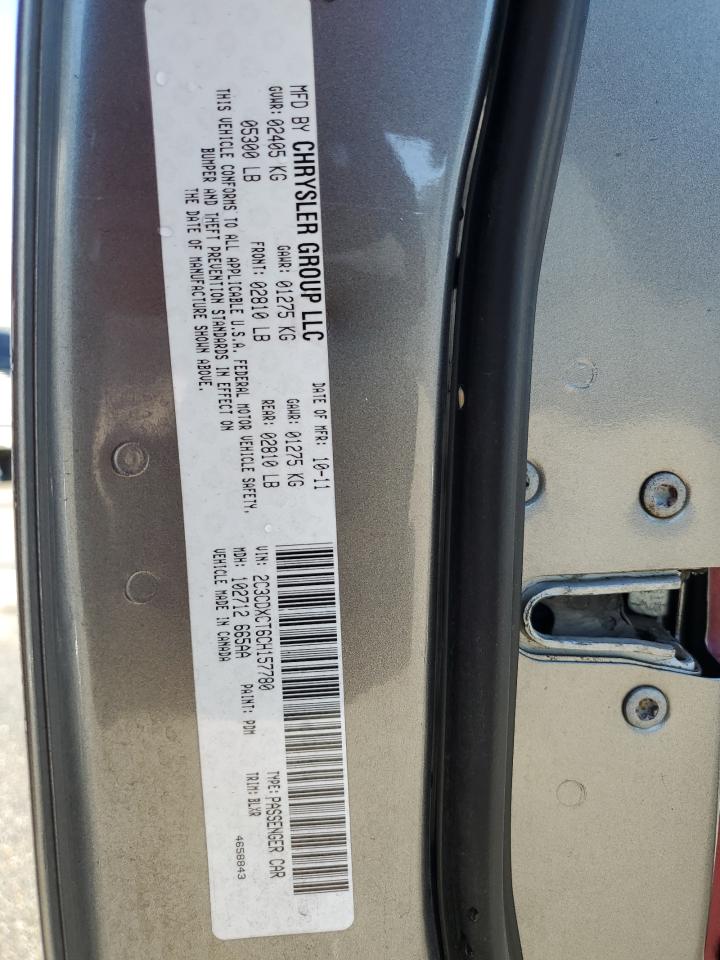 MFD BY CHRYSLER GROUP LLC
DATE OF MFR: 10-11
GVWR: 02405 KG
GAWR: 01275 KG
GAWR: 01275 KG
05300 LB
FRONT: 02810 LB
REAR: 02810 LB
THIS VEHICLE CONFORMS TO ALL APPLICABLE U.S.A. FEDERAL MOTOR VEHICLE SAFETY,
BUMPER AND THEFT PREVENTION STANDARDS IN EFFECT ON
THE DATE OF MANUFACTURE SHOWN ABOVE.
VIN: 2C3CDXCT6CH157780
TYPE: PASSENGER CAR
MDH: 102712 665AA
PAINT: PDM
TRIM: BLXR
VEHICLE MADE IN CANADA
4658843